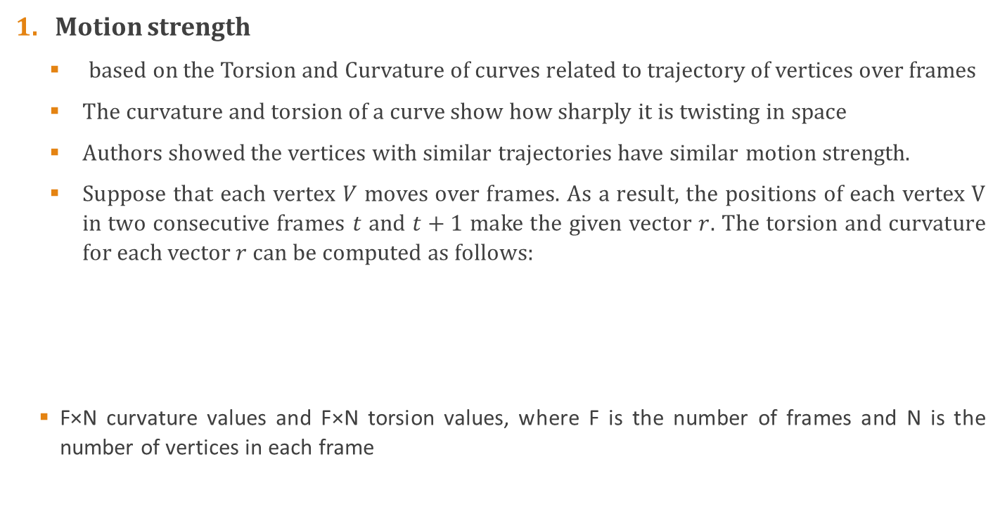 1. Motion strength
▪ based on the Torsion and Curvature of curves related to trajectory of vertices over frames
▪ The curvature and torsion of a curve show how sharply it is twisting in space
▪ Authors showed the vertices with similar trajectories have similar motion strength.
▪ Suppose that each vertex V moves over frames. As a result, the positions of each vertex V
in two consecutive frames t and t + 1 make the given vector r. The torsion and curvature
for each vector r can be computed as follows:
▪ F×N curvature values and F×N torsion values, where F is the number of frames and N is the
number of vertices in each frame